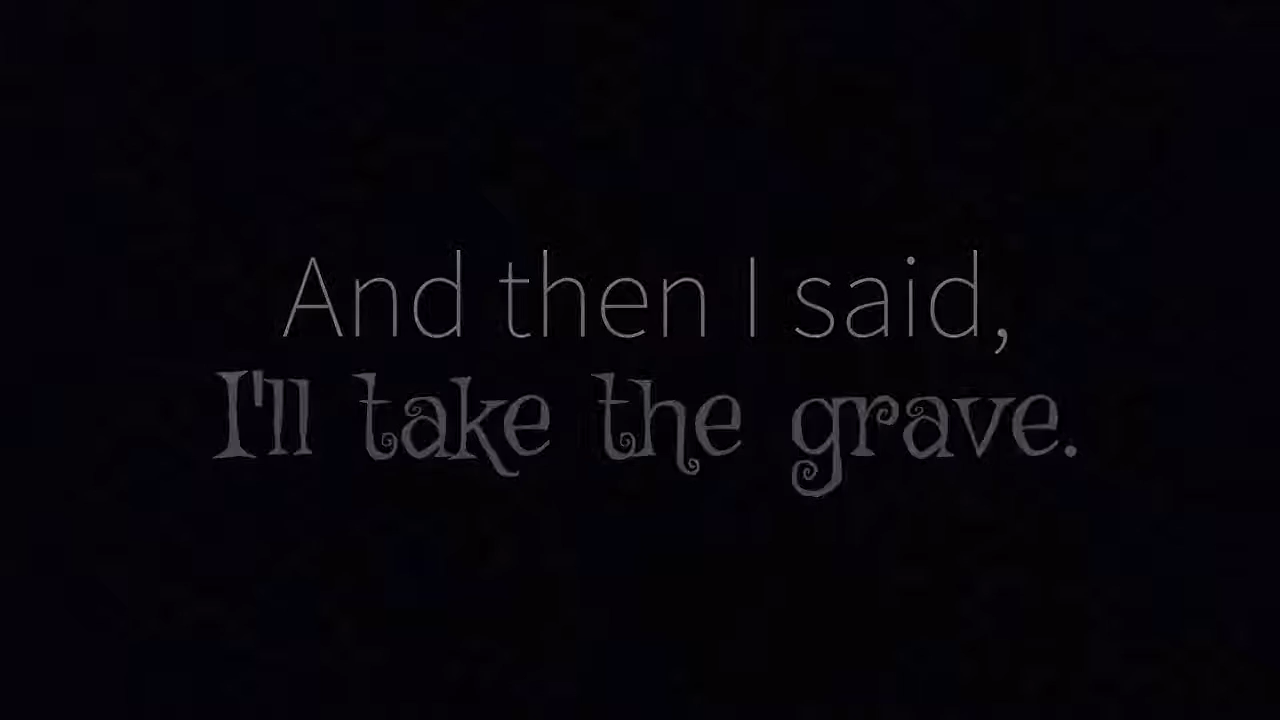 And then I said,
I'll take the grave.